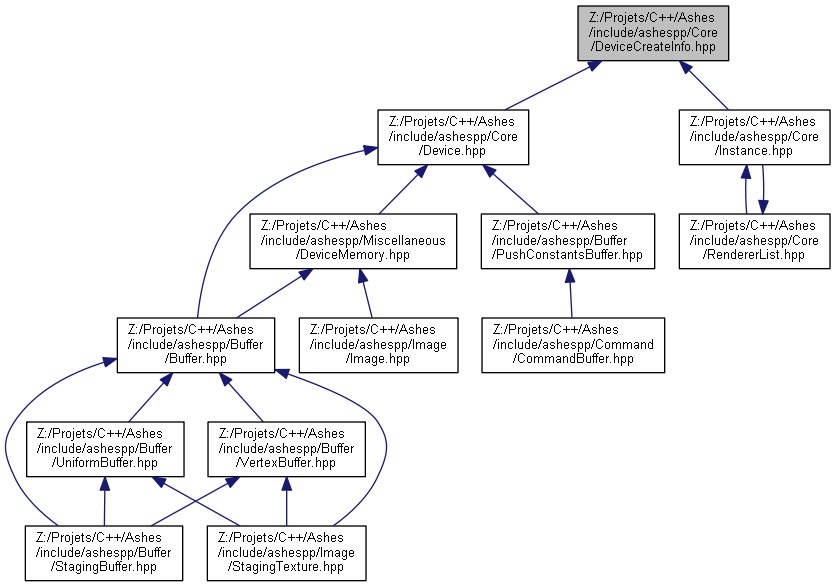 Z:/Projets/C++/Ashes
/include/ashespp/Core
/DeviceCreateInfo.hpp
Z:/Projets/C++/Ashes
/include/ashespp/Core
/Device.hpp
Z:/Projets/C++/Ashes
/include/ashespp/Core
/Instance.hpp
Z:/Projets/C++/Ashes
/include/ashespp/Miscellaneous
/DeviceMemory.hpp
Z:/Projets/C++/Ashes
/include/ashespp/Buffer
/PushConstantsBuffer.hpp
Z:/Projets/C++/Ashes
/include/ashespp/Core
/RendererList.hpp
Z:/Projets/C++/Ashes
/include/ashespp/Buffer
/Buffer.hpp
Z:/Projets/C++/Ashes
/include/ashespp/Image
/Image.hpp
Z:/Projets/C++/Ashes
/include/ashespp/Command
/CommandBuffer.hpp
Z:/Projets/C++/Ashes
/include/ashespp/Buffer
/UniformBuffer.hpp
Z:/Projets/C++/Ashes
/include/ashespp/Buffer
/VertexBuffer.hpp
Z:/Projets/C++/Ashes
/include/ashespp/Buffer
/StagingBuffer.hpp
Z:/Projets/C++/Ashes
/include/ashespp/Image
/StagingTexture.hpp